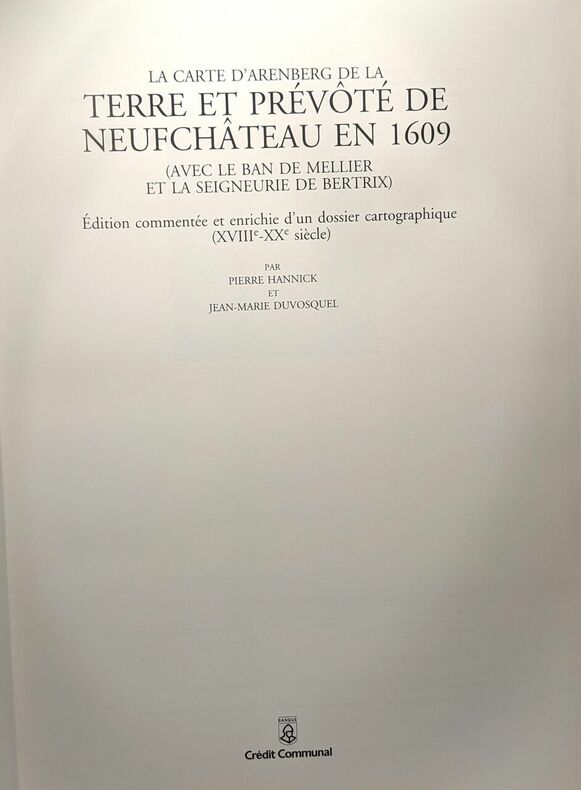 LA CARTE D'ARENBERG DE LA
TERRE ET PRÉVÔTÉ DE
NEUFCHÂTEAU EN 1609
(AVEC LE BAN DE MELLIER
ET LA SEIGNEURIE DE BERTRIX)
Édition commentée et enrichie d'un dossier cartographique
(XVIIIe-XXe siècle)
PAR
PIERRE HANNICK
ET
JEAN-MARIE DUVOSQUEL
BANQUE
Crédit Communal